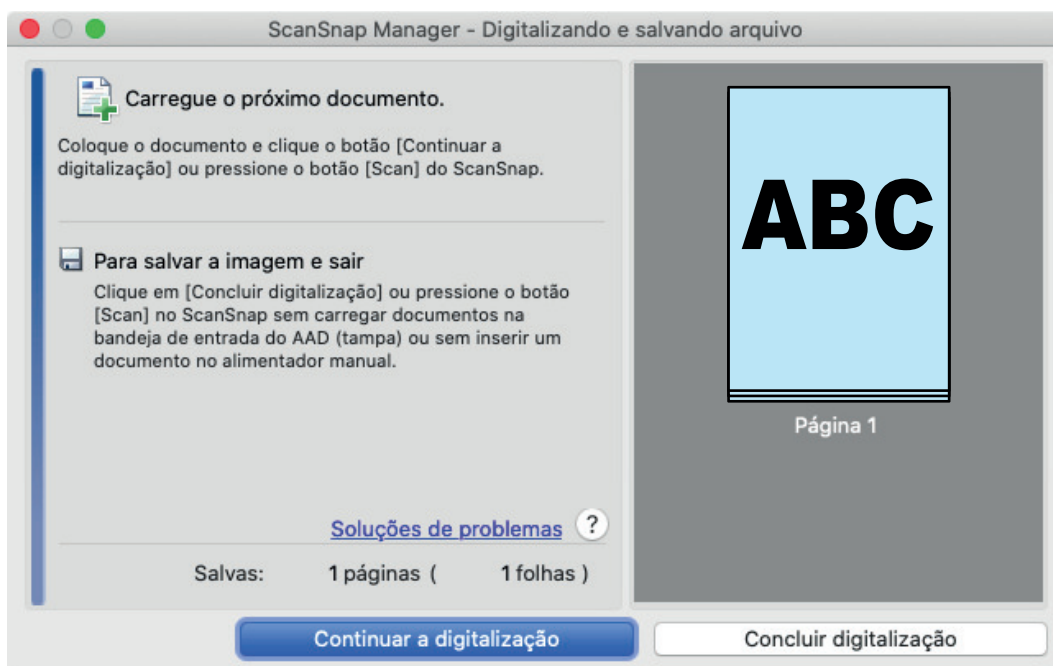 ScanSnap Manager - Digitalizando e salvando arquivo
Carregue o próximo documento.
Coloque o documento e clique o botão [Continuar a
digitalização] ou pressione o botão [Scan] do ScanSnap.
Para salvar a imagem e sair
Clique em [Concluir digitalização] ou pressione o botão
[Scan] no ScanSnap sem carregar documentos na
bandeja de entrada do AAD (tampa) ou sem inserir um
documento no alimentador manual.
Soluções de problemas ?
Salvas: 1 páginas ( 1 folhas )
ABC
Página 1
Continuar a digitalização
Concluir digitalização